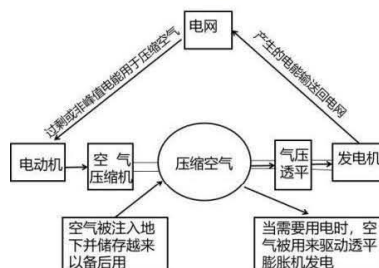 电网
过剩或非峰值电能用于压缩空气
产生的电能输送回电网
电动机
空气
压缩机
压缩空气
气压
透平
发电机
空气被注入地
下并储存越来
以备后用
当需要用电时，空
气被用来驱动透平
膨胀机发电